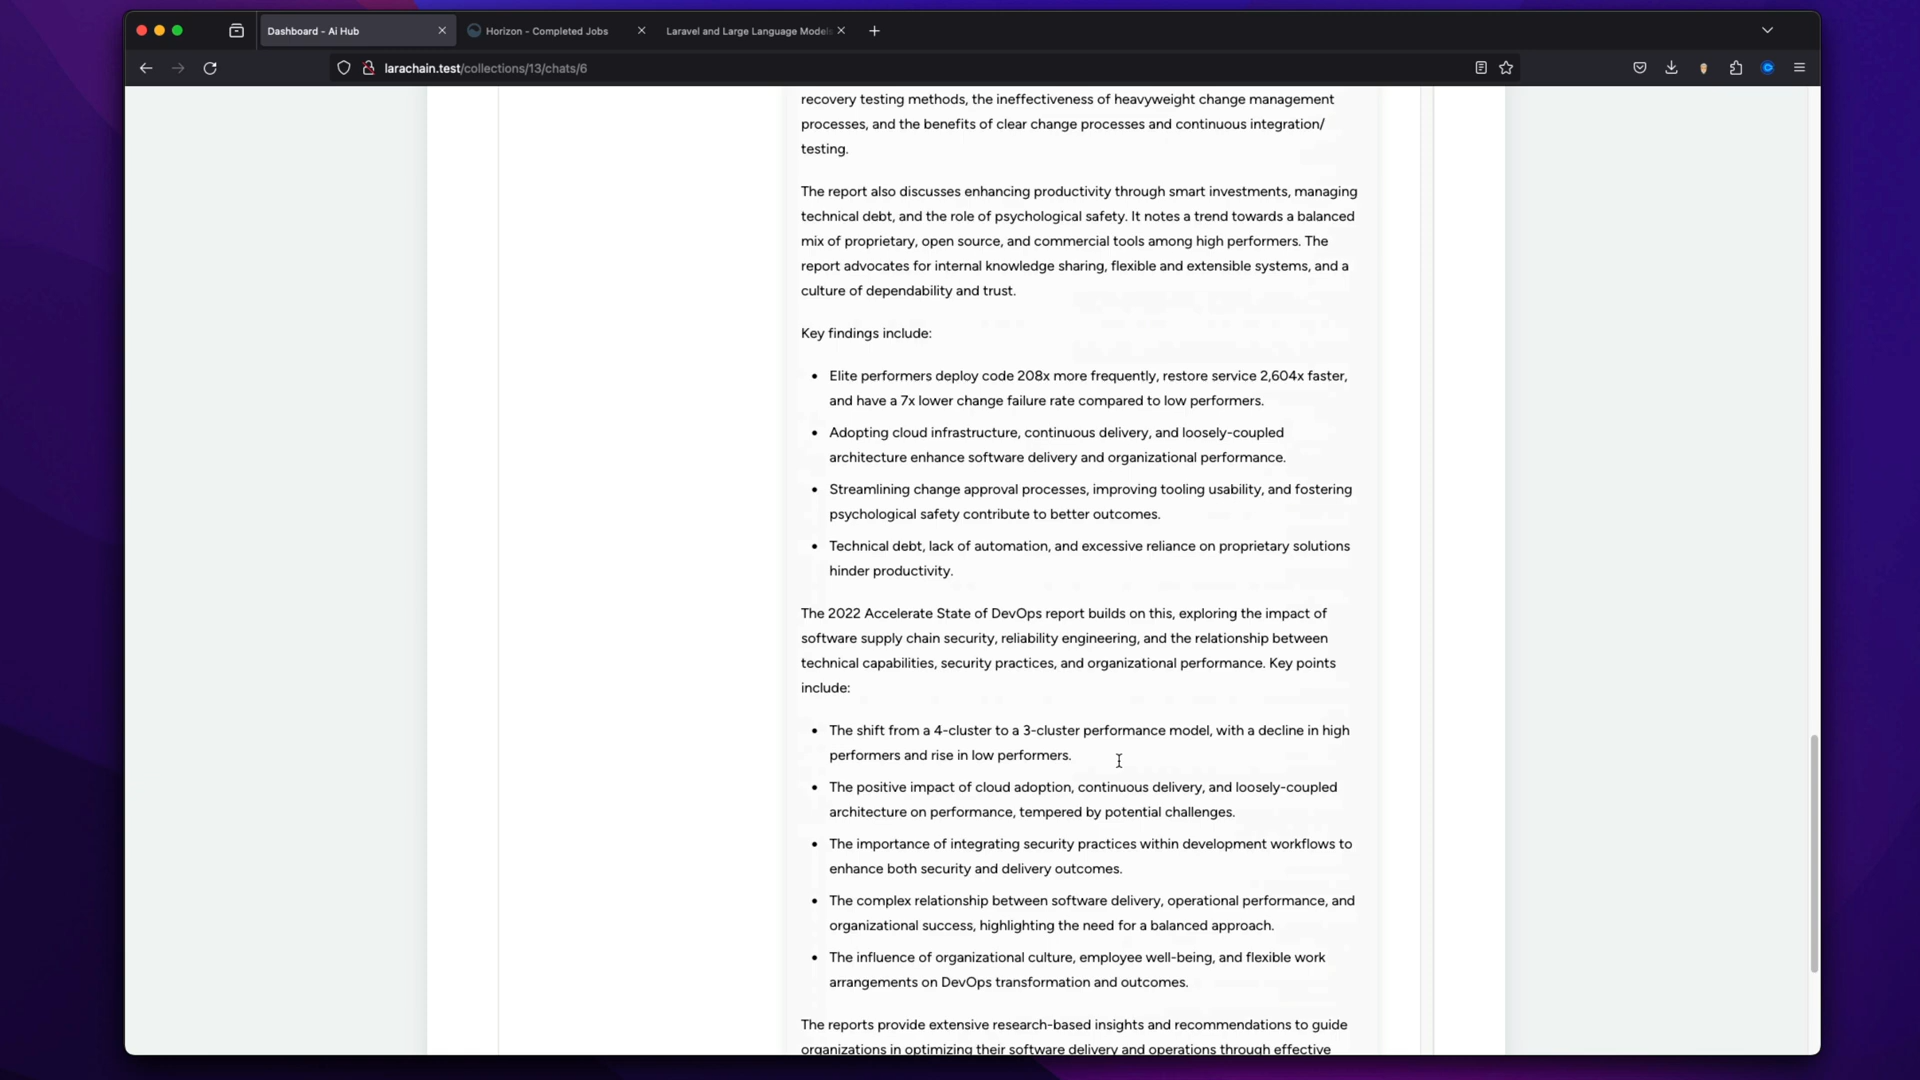 Dashboard - Ai Hub
Horizon - Completed Jobs
Laravel and Large Language Models
larachain.test/collections/13/chats/6
recovery testing methods, the ineffectiveness of heavyweight change management
processes, and the benefits of clear change processes and continuous integration/
testing.
The report also discusses enhancing productivity through smart investments, managing
technical debt, and the role of psychological safety. It notes a trend towards a balanced
mix of proprietary, open source, and commercial tools among high performers. The
report advocates for internal knowledge sharing, flexible and extensible systems, and a
culture of dependability and trust.
Key findings include:
• Elite performers deploy code 208x more frequently, restore service 2,604x faster,
and have a 7x lower change failure rate compared to low performers.
• Adopting cloud infrastructure, continuous delivery, and loosely-coupled
architecture enhance software delivery and organizational performance.
• Streamlining change approval processes, improving tooling usability, and fostering
psychological safety contribute to better outcomes.
• Technical debt, lack of automation, and excessive reliance on proprietary solutions
hinder productivity.
The 2022 Accelerate State of DevOps report builds on this, exploring the impact of
software supply chain security, reliability engineering, and the relationship between
technical capabilities, security practices, and organizational performance. Key points
include:
• The shift from a 4-cluster to a 3-cluster performance model, with a decline in high
performers and rise in low performers.
• The positive impact of cloud adoption, continuous delivery, and loosely-coupled
architecture on performance, tempered by potential challenges.
• The importance of integrating security practices within development workflows to
enhance both security and delivery outcomes.
• The complex relationship between software delivery, operational performance, and
organizational success, highlighting the need for a balanced approach.
• The influence of organizational culture, employee well-being, and flexible work
arrangements on DevOps transformation and outcomes.
The reports provide extensive research-based insights and recommendations to guide
organizations in optimizing their software delivery and operations through effective